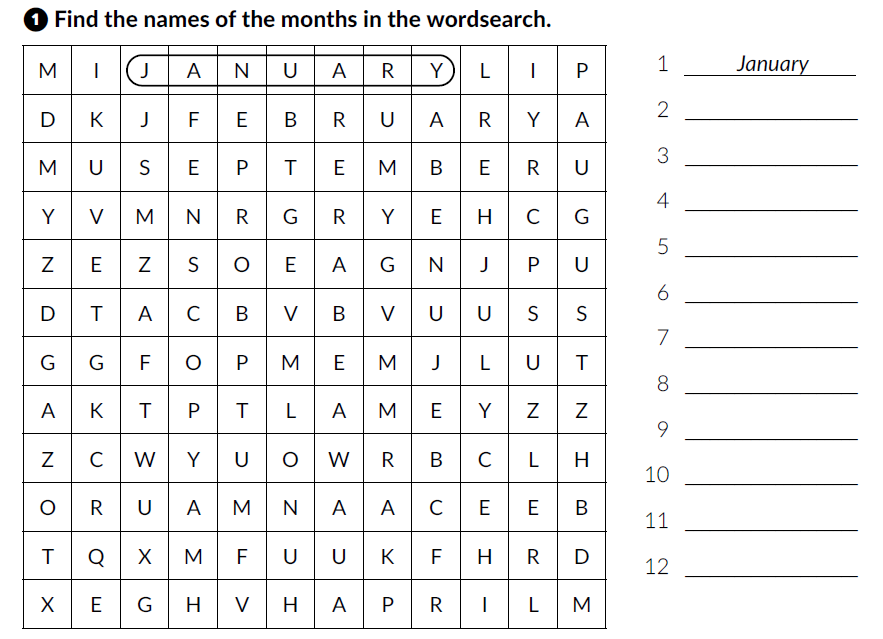 1 Find the names of the months in the wordsearch.
M I J A N U A R Y L I P
D K J F E B R U A R Y A
M U S E P T E M B E R U
Y V M N R G R Y E H C G
Z E Z S O E A G N J P U
D T A C B V B V U U S S
G G F O P M E M J L U T
A K T P T L A M E Y Z Z
Z C W Y U O W R B C L H
O R U A M N A A C E E B
T Q X M F U U K F H R D
X E G H V H A P R I L M
1 January
2
3
4
5
6
7
8
9
10
11
12